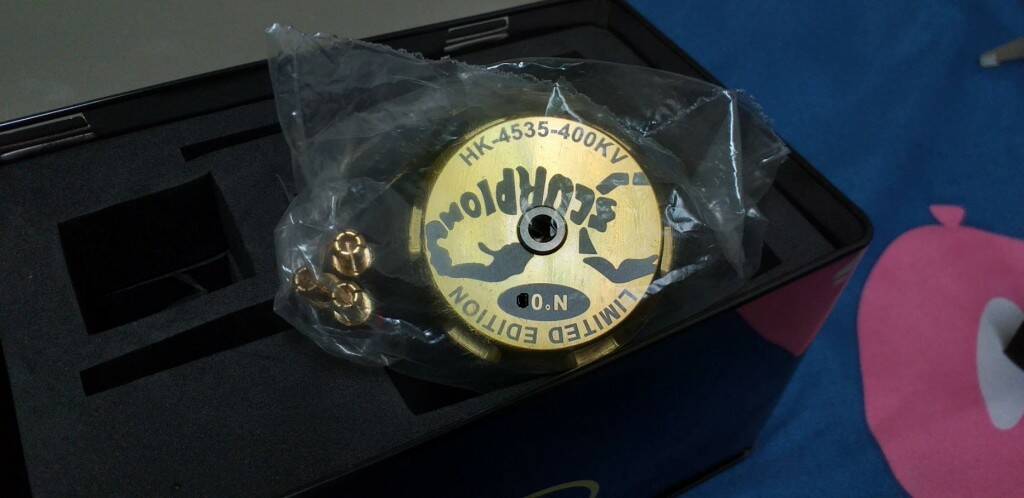 HK-4535-400KV
SCORPION
N°0
LIMITED EDITION